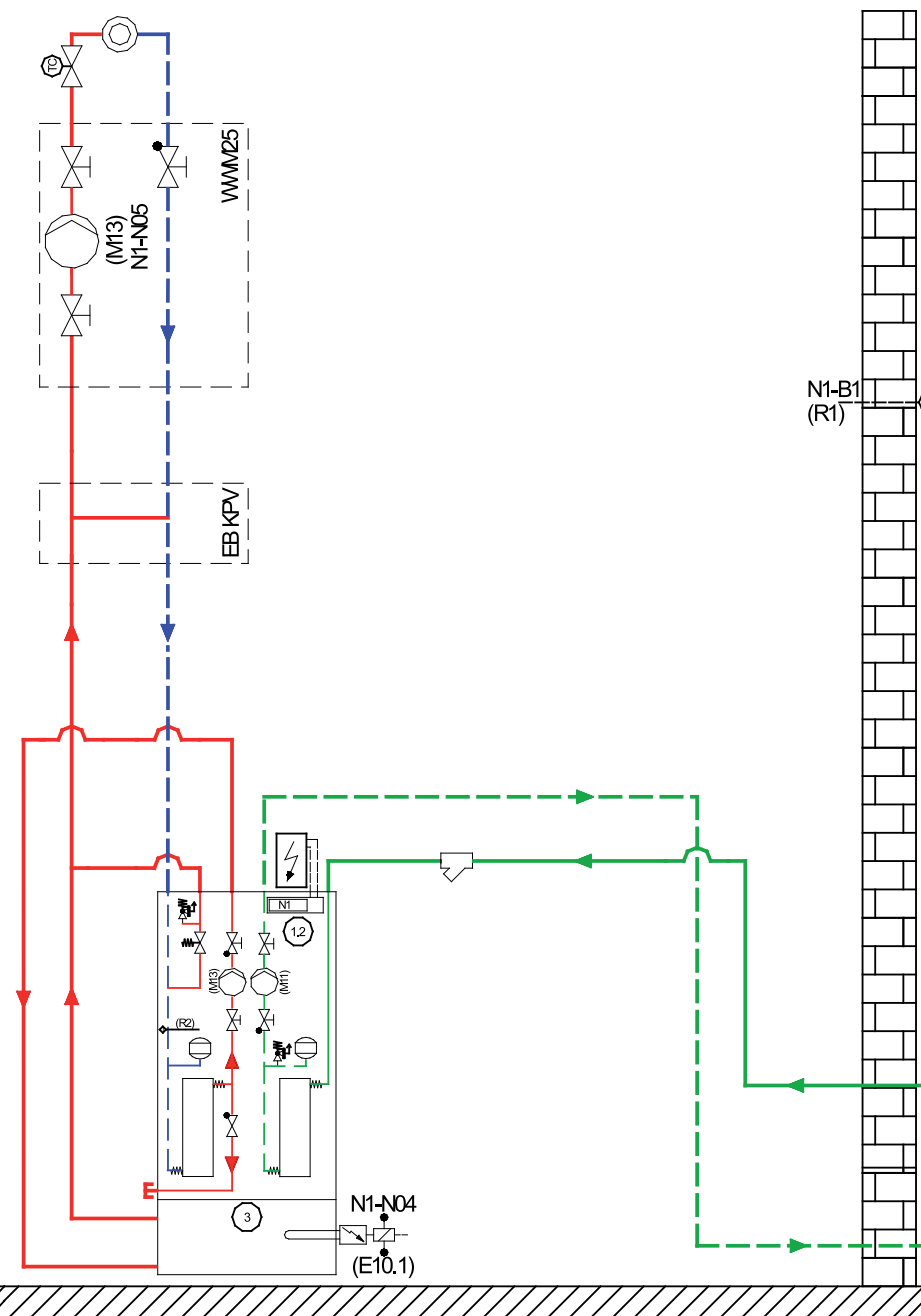 TC
WWM25
(M13)
N1-N05
N1-B1
(R1)
EB KPV
N1
1.2
(M13)
(M11)
(R2)
3
N1-N04
(E10.1)